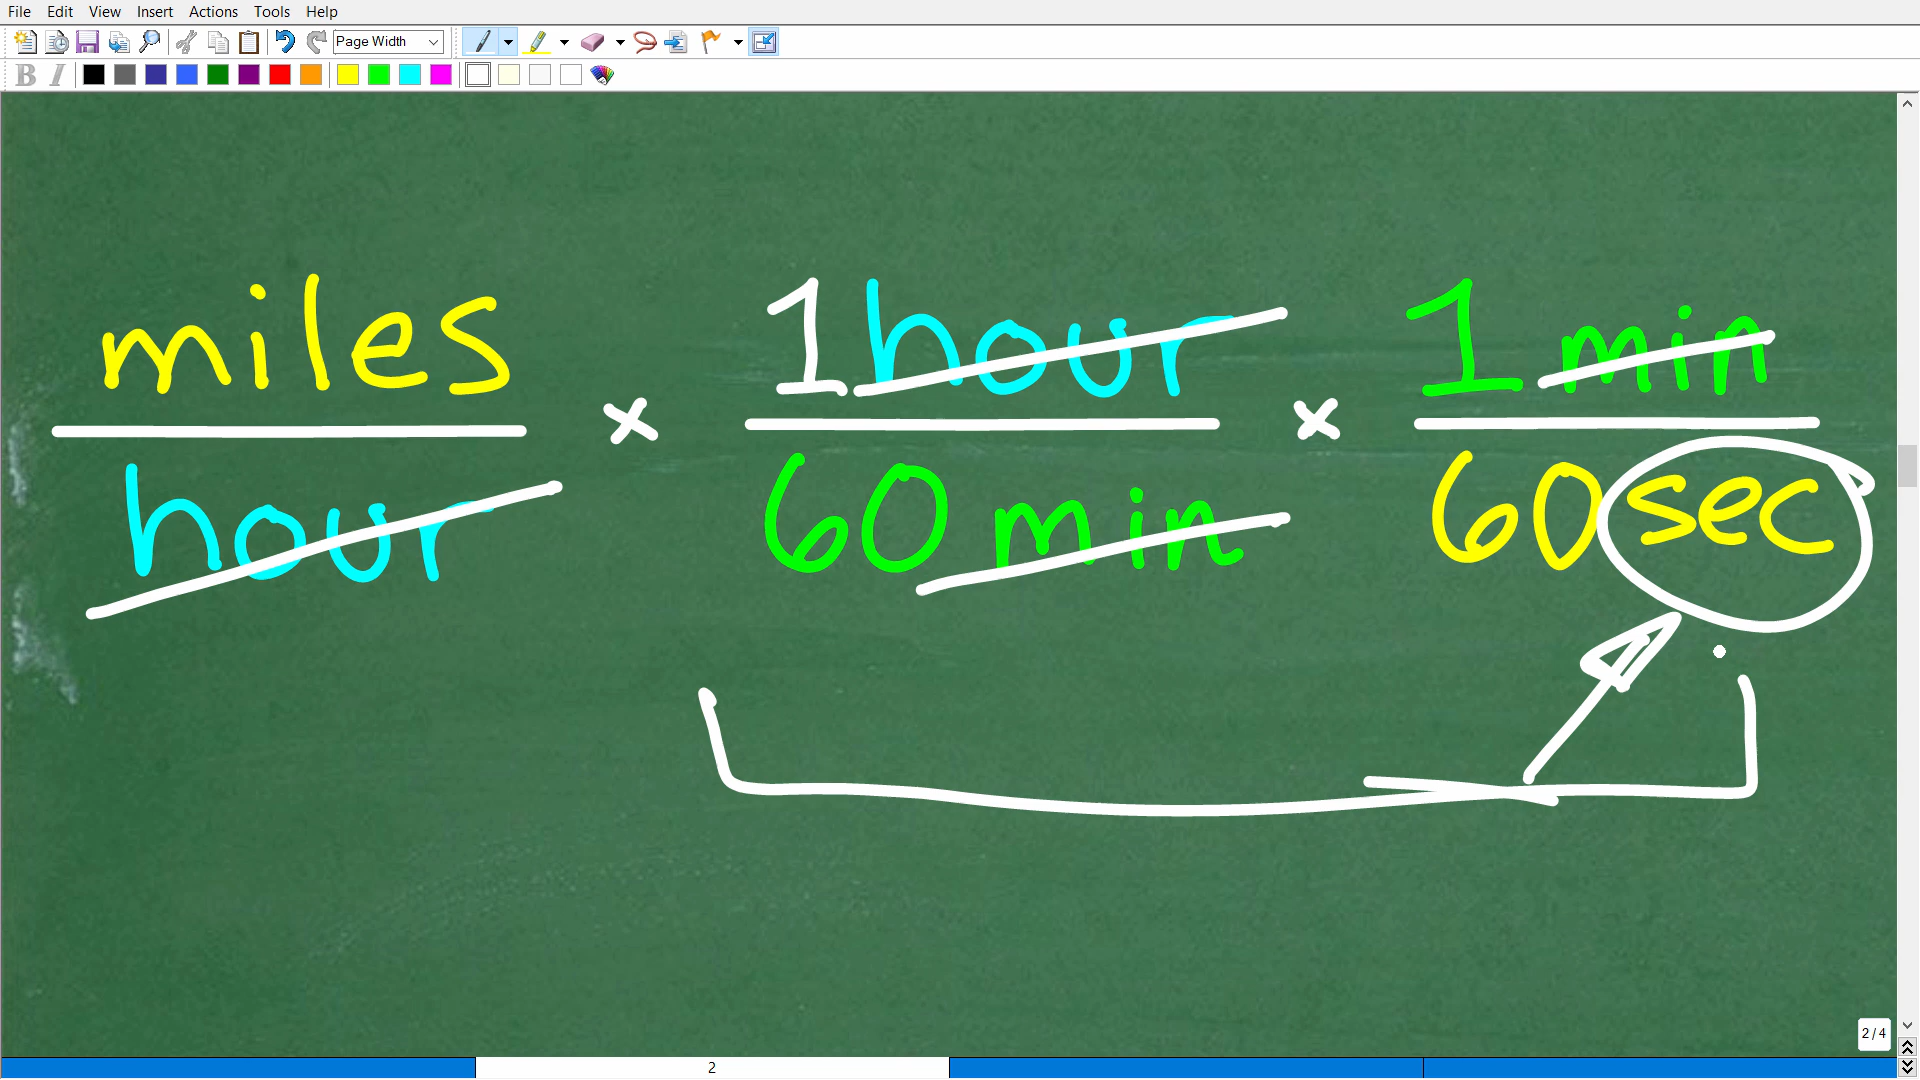 File Edit View Insert Actions Tools Help
Page Width
B I
miles × 1 hour × 1 min
hour 60 min 60 sec
2 / 4
2